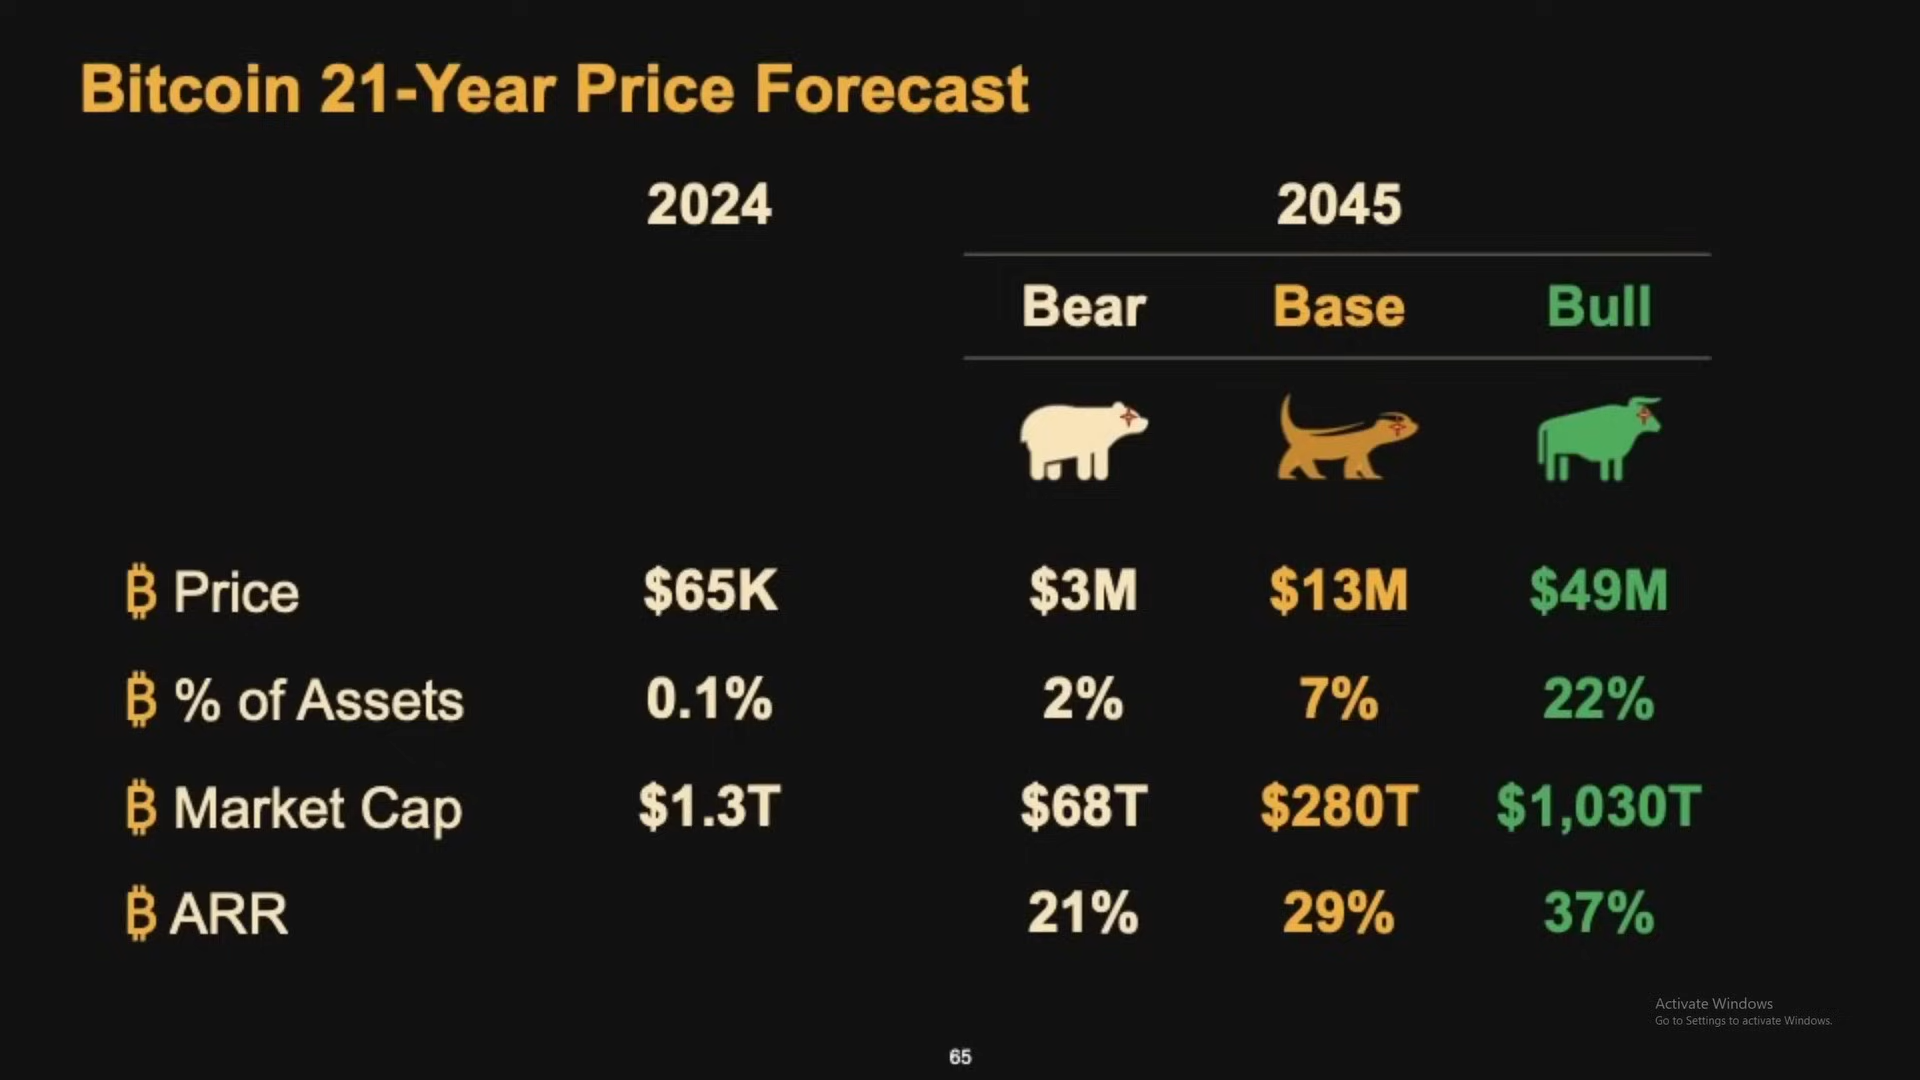 Bitcoin 21-Year Price Forecast
2024 2045
Bear Base Bull
₿ Price $65K $3M $13M $49M
₿ % of Assets 0.1% 2% 7% 22%
₿ Market Cap $1.3T $68T $280T $1,030T
₿ ARR 21% 29% 37%
Activate Windows
Go to Settings to activate Windows.
65